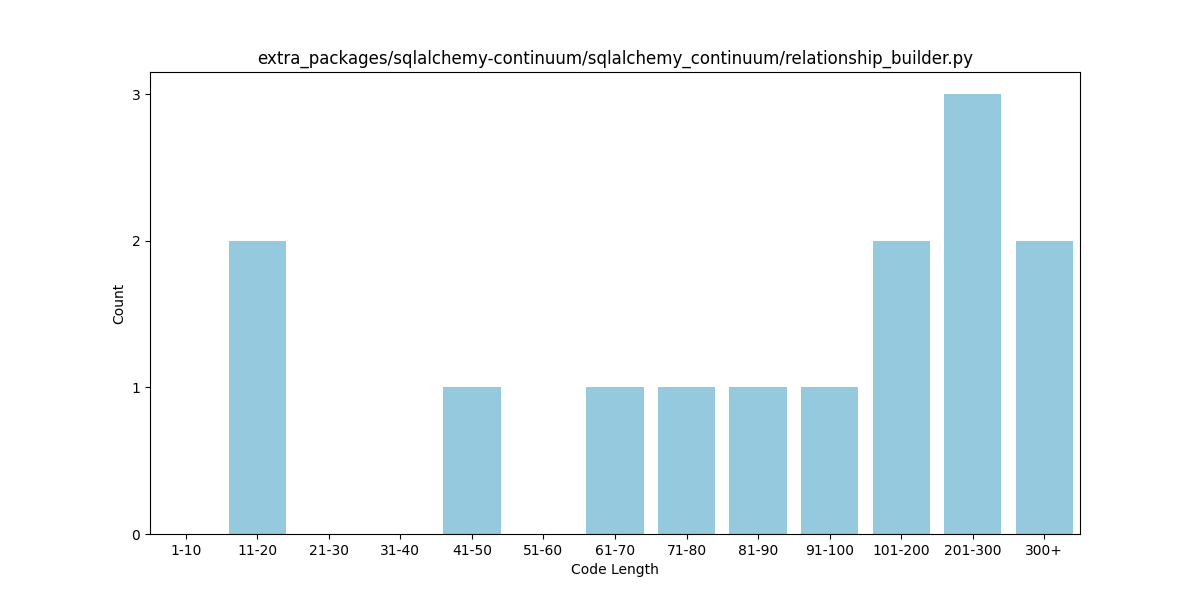 extra_packages/sqlalchemy-continuum/sqlalchemy_continuum/relationship_builder.py
3
2
1
0
Count
1-10 11-20 21-30 31-40 41-50 51-60 61-70 71-80 81-90 91-100 101-200 201-300 300+
Code Length